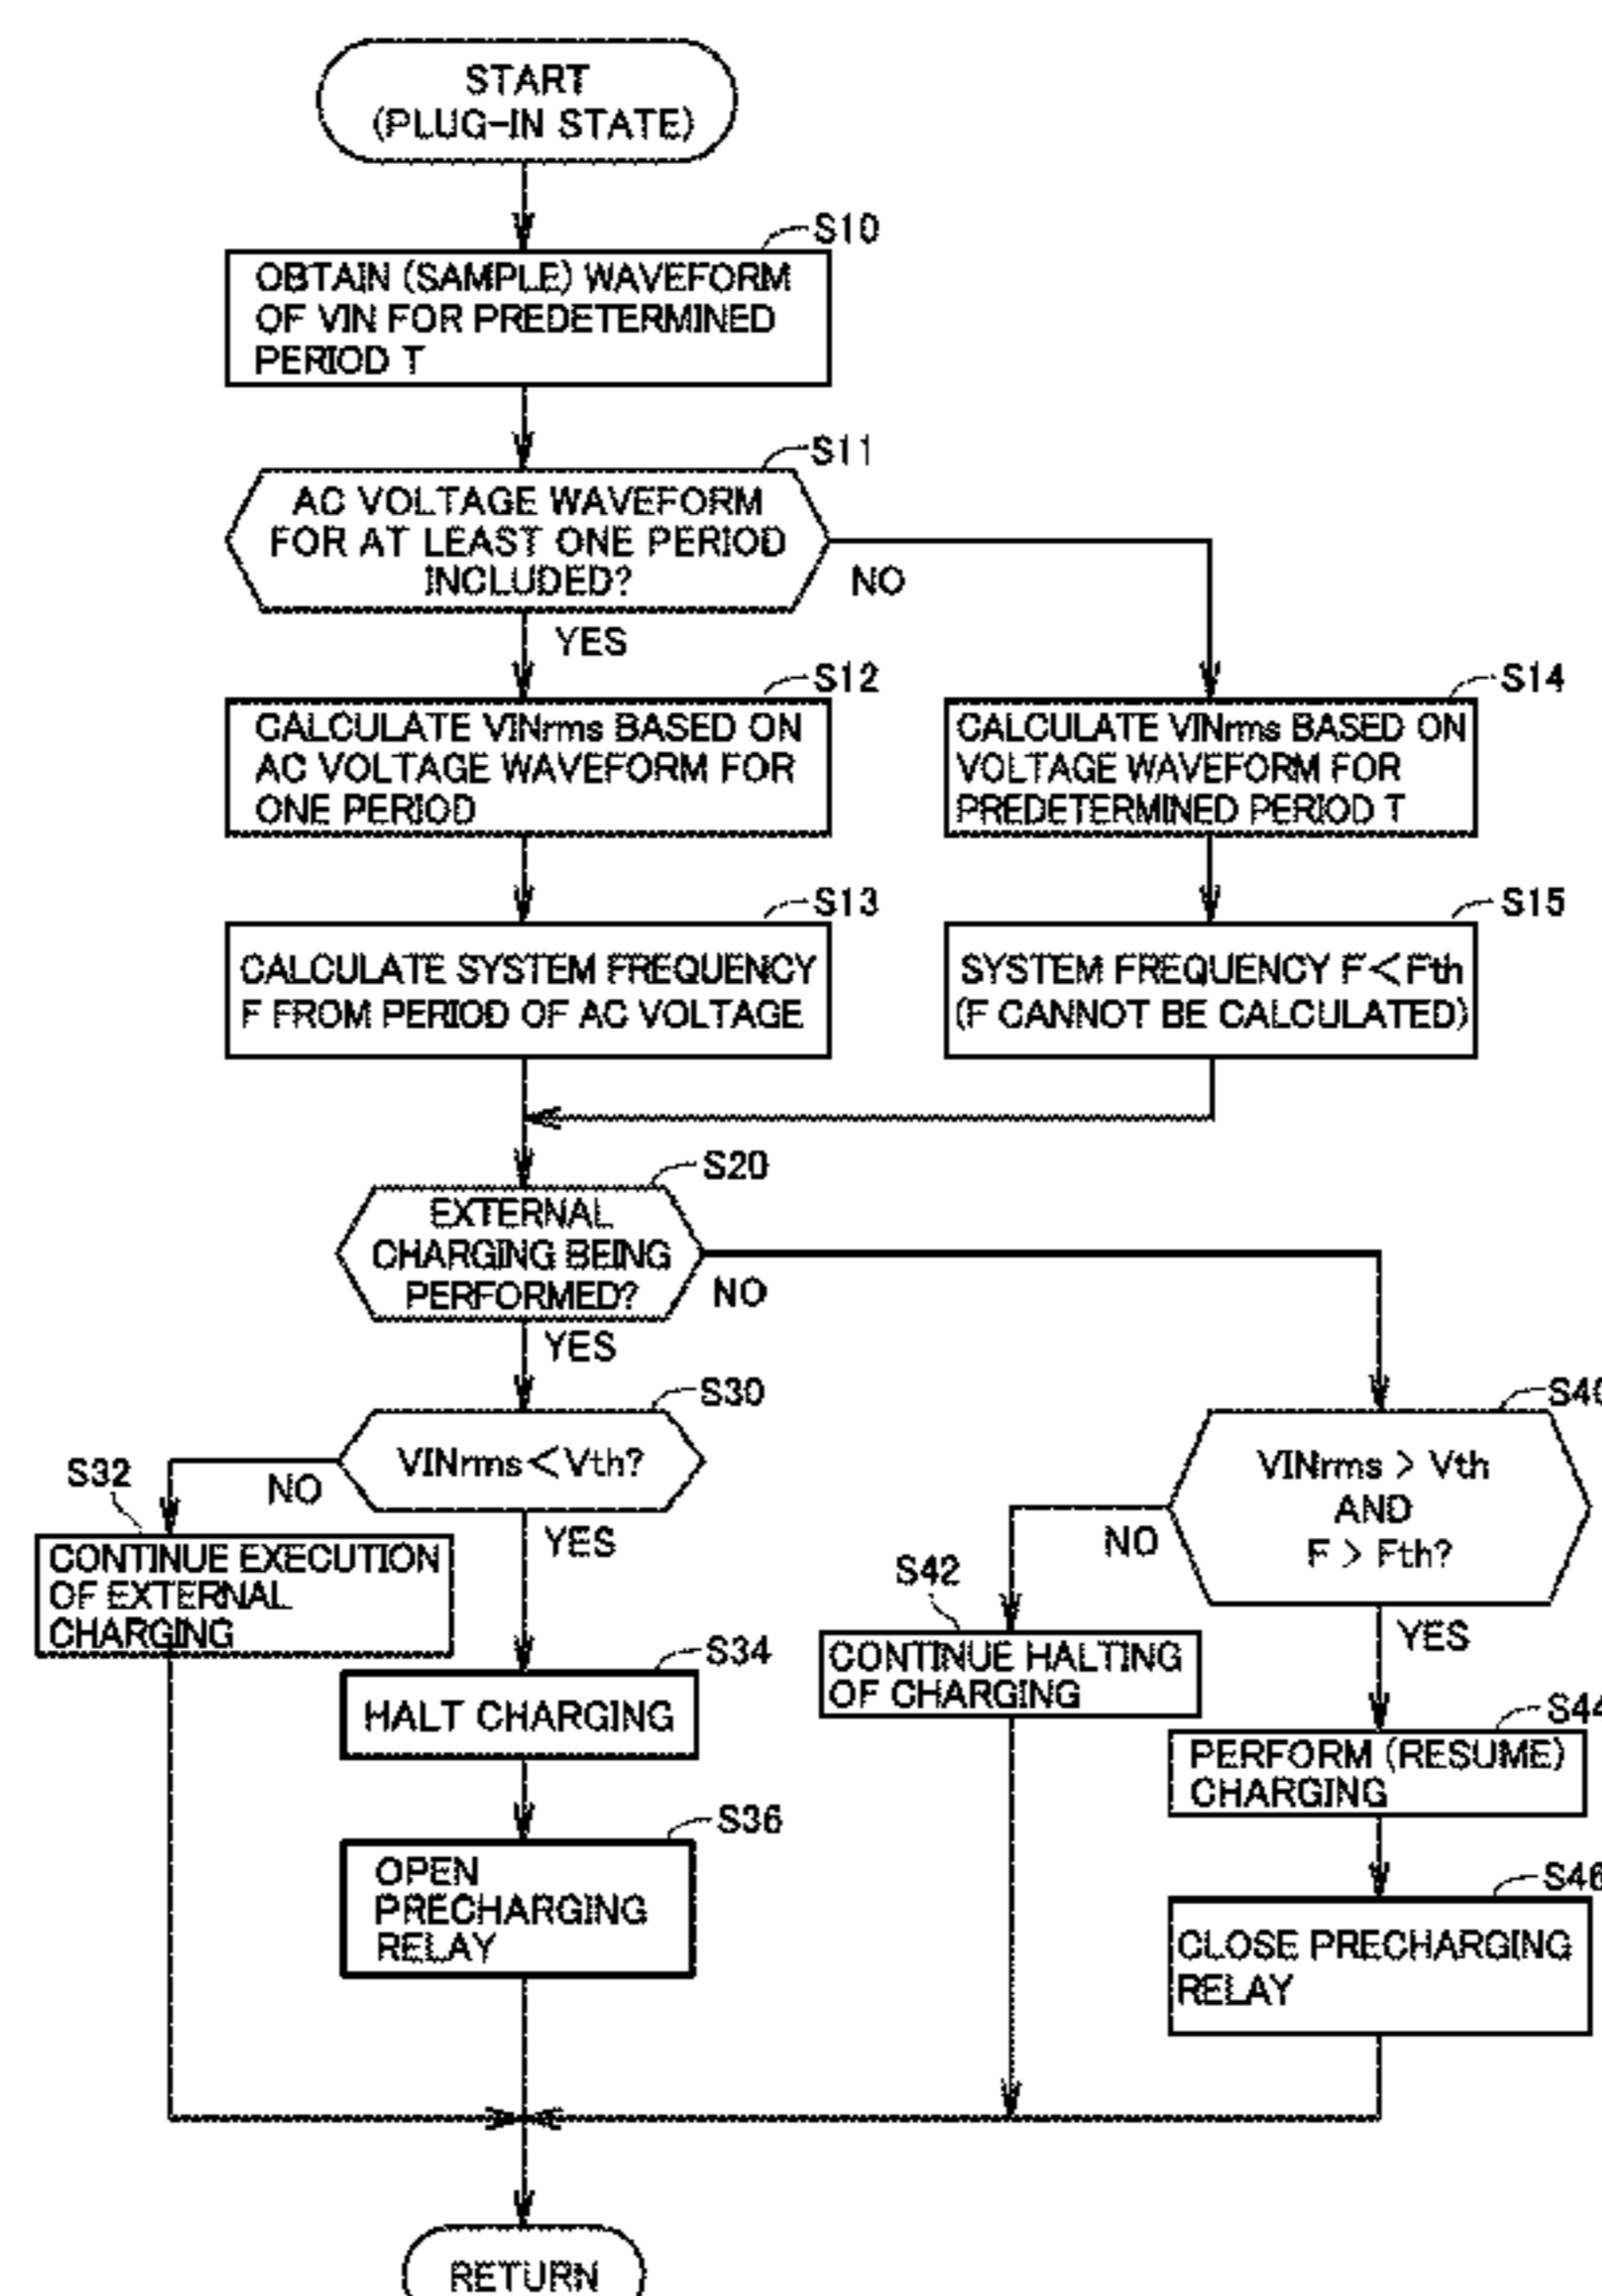 START
(PLUG-IN STATE)
S10
OBTAIN (SAMPLE) WAVEFORM
OF VIN FOR PREDETERMINED
PERIOD T
S11
AC VOLTAGE WAVEFORM
FOR AT LEAST ONE PERIOD
INCLUDED?
NO
YES
S12
CALCULATE VINrms BASED ON
AC VOLTAGE WAVEFORM FOR
ONE PERIOD
S14
CALCULATE VINrms BASED ON
VOLTAGE WAVEFORM FOR
PREDETERMINED PERIOD T
S13
CALCULATE SYSTEM FREQUENCY
F FROM PERIOD OF AC VOLTAGE
S15
SYSTEM FREQUENCY F<Fth
(F CANNOT BE CALCULATED)
S20
EXTERNAL
CHARGING BEING
PERFORMED?
NO
YES
S30
VINrms<Vth?
NO
YES
S32
CONTINUE EXECUTION
OF EXTERNAL
CHARGING
S34
HALT CHARGING
S36
OPEN
PRECHARGING
RELAY
S40
VINrms > Vth
AND
F > Fth?
NO
YES
S42
CONTINUE HALTING
OF CHARGING
S44
PERFORM (RESUME)
CHARGING
S46
CLOSE PRECHARGING
RELAY
RETURN